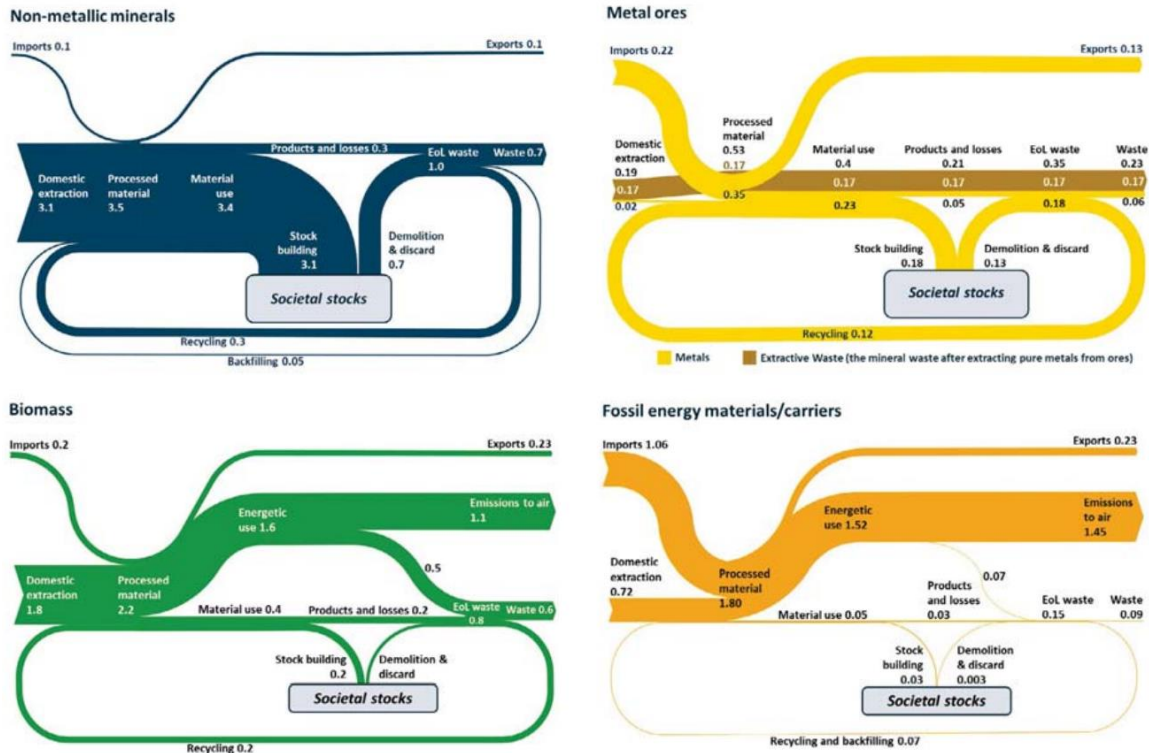 Non-metallic minerals
Imports 0.1
Exports 0.1
Products and losses 0.3
EoL waste
1.0
Waste 0.7
Domestic
extraction
3.1
Processed
material
3.5
Material
use
3.4
Stock
building
3.1
Demolition
& discard
0.7
Societal stocks
Recycling 0.3
Backfilling 0.05
Metal ores
Imports 0.22
Exports 0.13
Processed
material
0.53
0.17
0.35
Domestic
extraction
0.19
0.17
0.02
Material use
0.4
0.17
0.23
Products and losses
0.21
0.17
0.05
EoL waste
0.35
0.17
0.18
Waste
0.23
0.17
0.06
Stock building
0.18
Demolition & discard
0.13
Societal stocks
Recycling 0.12
Metals
Extractive Waste (the mineral waste after extracting pure metals from ores)
Biomass
Imports 0.2
Exports 0.23
Energetic
use 1.6
Emissions to air
1.1
0.5
Domestic
extraction
1.8
Processed
material
2.2
Material use 0.4
Products and losses 0.2
EoL waste
0.8
Waste 0.6
Stock building
0.2
Demolition &
discard
Societal stocks
Recycling 0.2
Fossil energy materials/carriers
Imports 1.06
Exports 0.23
Energetic
use 1.52
Emissions
to air
1.45
Domestic
extraction
0.72
Processed
material
1.80
0.07
Material use 0.05
Products
and losses
0.03
EoL waste
0.15
Waste
0.09
Stock
building
0.03
Demolition
& discard
0.003
Societal stocks
Recycling and backfilling 0.07